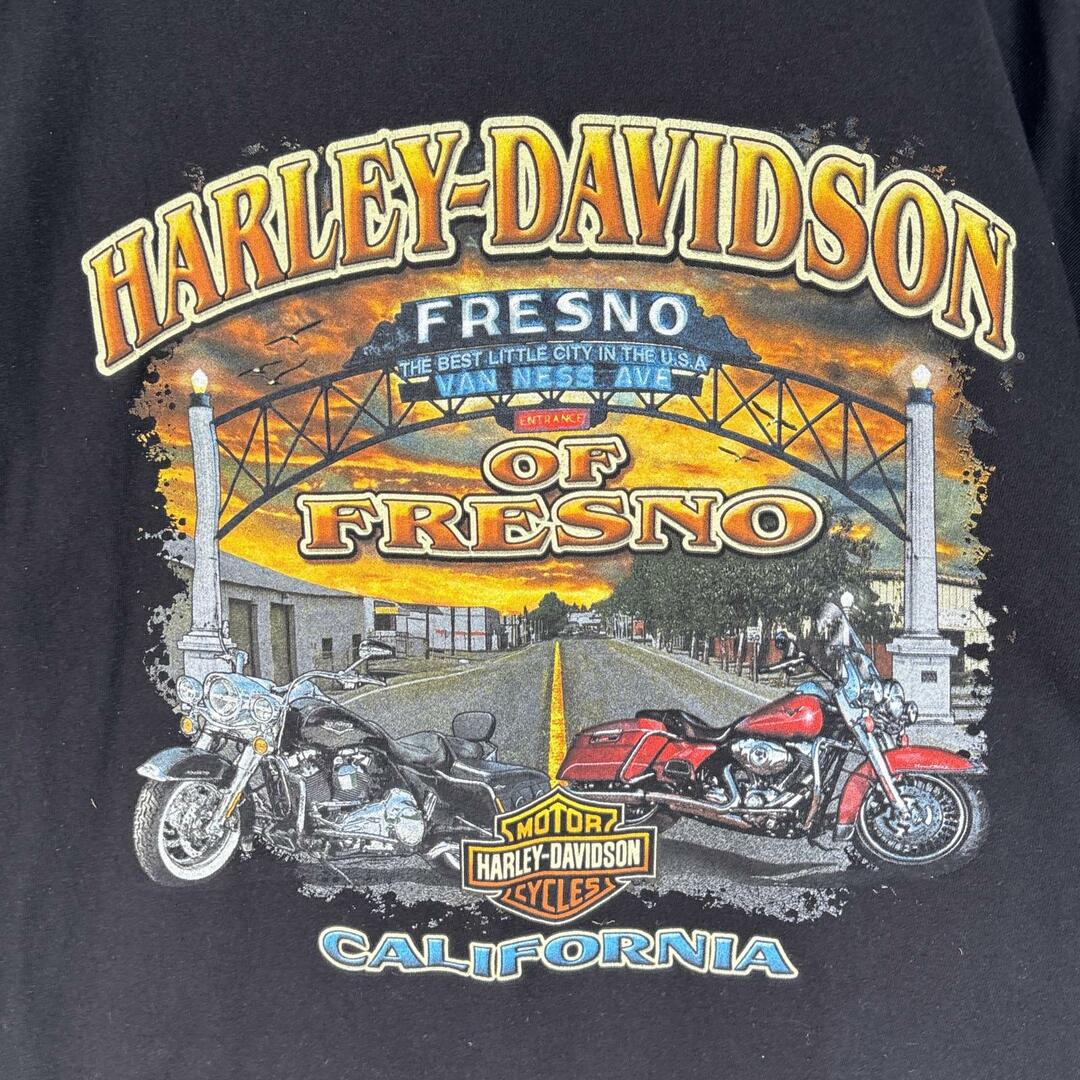 HARLEY-DAVIDSON
®
FRESNO
THE BEST LITTLE CITY IN THE U.S.A
VAN NESS AVE
ENTRANCE
OF
FRESNO
MOTOR
HARLEY-DAVIDSON
CYCLES
CALIFORNIA